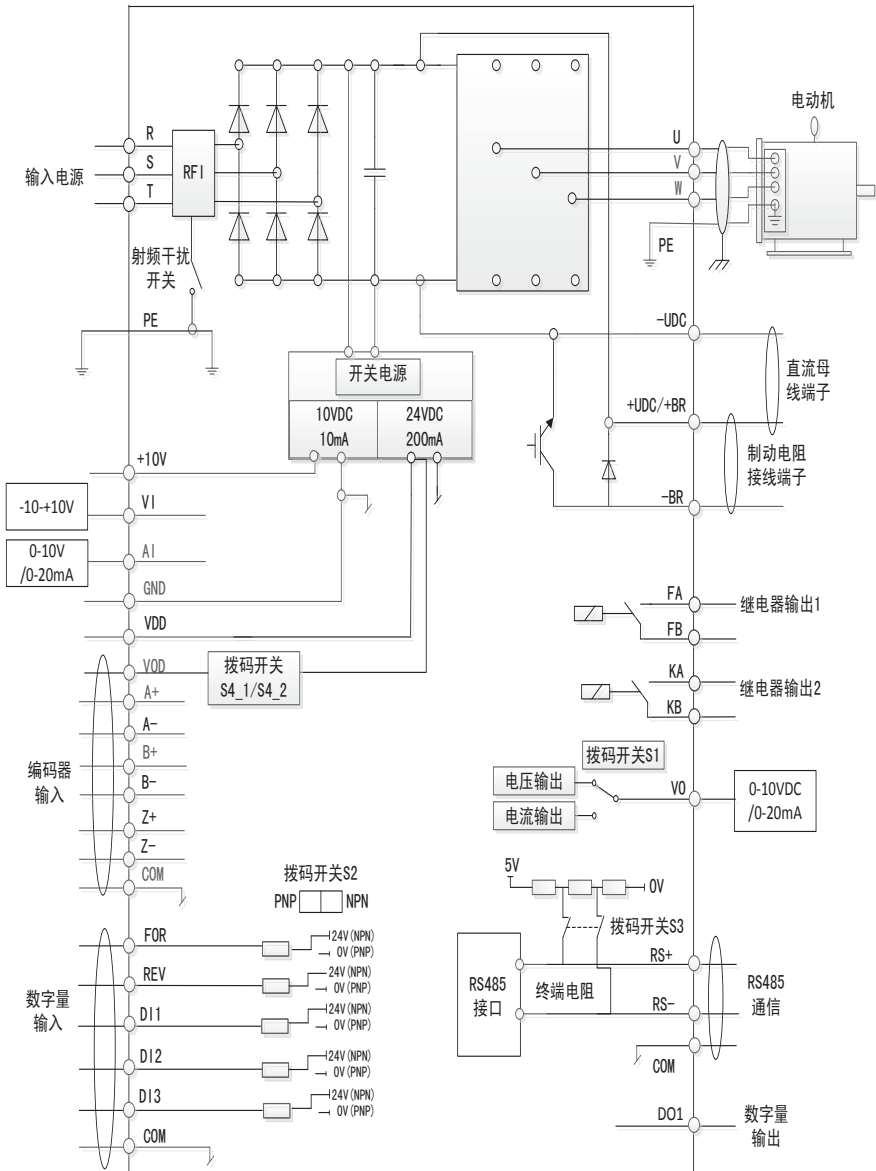 电动机
R
S
T
输入电源
RFI
U
V
W
PE
射频干扰
开关
PE
-UDC
直流母
线端子
+UDC/+BR
制动电阻
接线端子
-BR
开关电源
10VDC
10mA
24VDC
200mA
+10V
-10-+10V
VI
0-10V
/0-20mA
AI
GND
VDD
VOD
拨码开关
S4_1/S4_2
A+
A-
B+
B-
Z+
Z-
COM
编码器
输入
FA
FB
继电器输出1
KA
KB
继电器输出2
拨码开关S1
电压输出
电流输出
VO
0-10VDC
/0-20mA
拨码开关S2
PNP NPN
5V
0V
拨码开关S3
FOR
24V(NPN)
0V(PNP)
REV
24V(NPN)
0V(PNP)
DI1
24V(NPN)
0V(PNP)
DI2
24V(NPN)
0V(PNP)
DI3
24V(NPN)
0V(PNP)
COM
数字量
输入
RS485
接口
终端电阻
RS+
RS-
COM
RS485
通信
DO1
数字量
输出